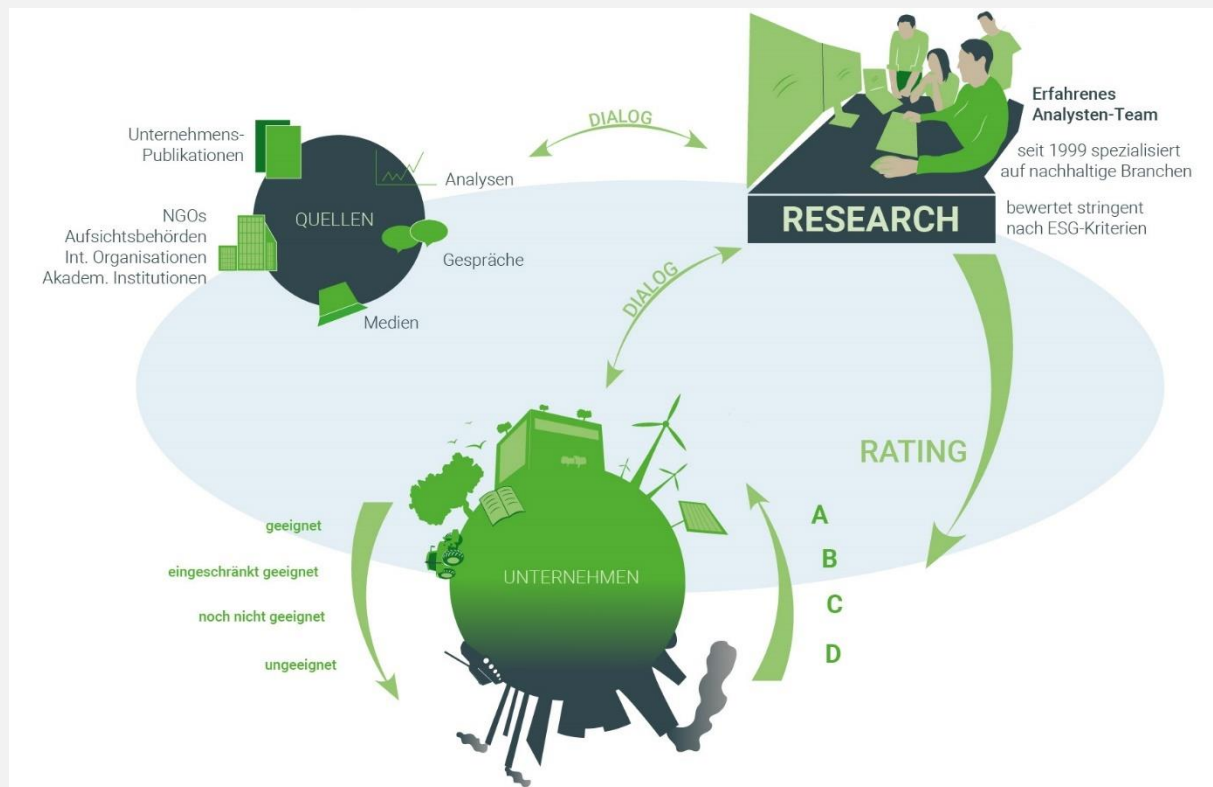 Unternehmens-
Publikationen
NGOs
Aufsichtsbehörden
Int. Organisationen
Akadem. Institutionen
QUELLEN
Analysen
Gespräche
Medien
DIALOG
DIALOG
RESEARCH
Erfahrenes
Analysten-Team
seit 1999 spezialisiert
auf nachhaltige Branchen
bewertet stringent
nach ESG-Kriterien
RATING
A
B
C
D
UNTERNEHMEN
geeignet
eingeschränkt geeignet
noch nicht geeignet
ungeeignet